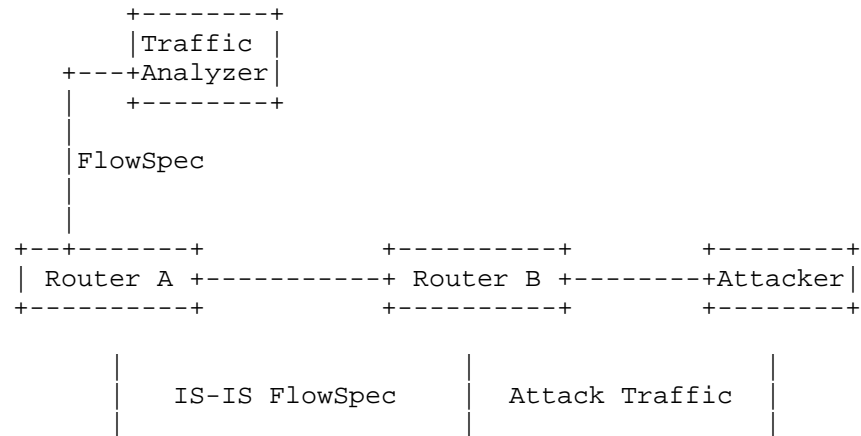 Traffic
Analyzer
FlowSpec
Router A Router B Attacker
IS-IS FlowSpec Attack Traffic